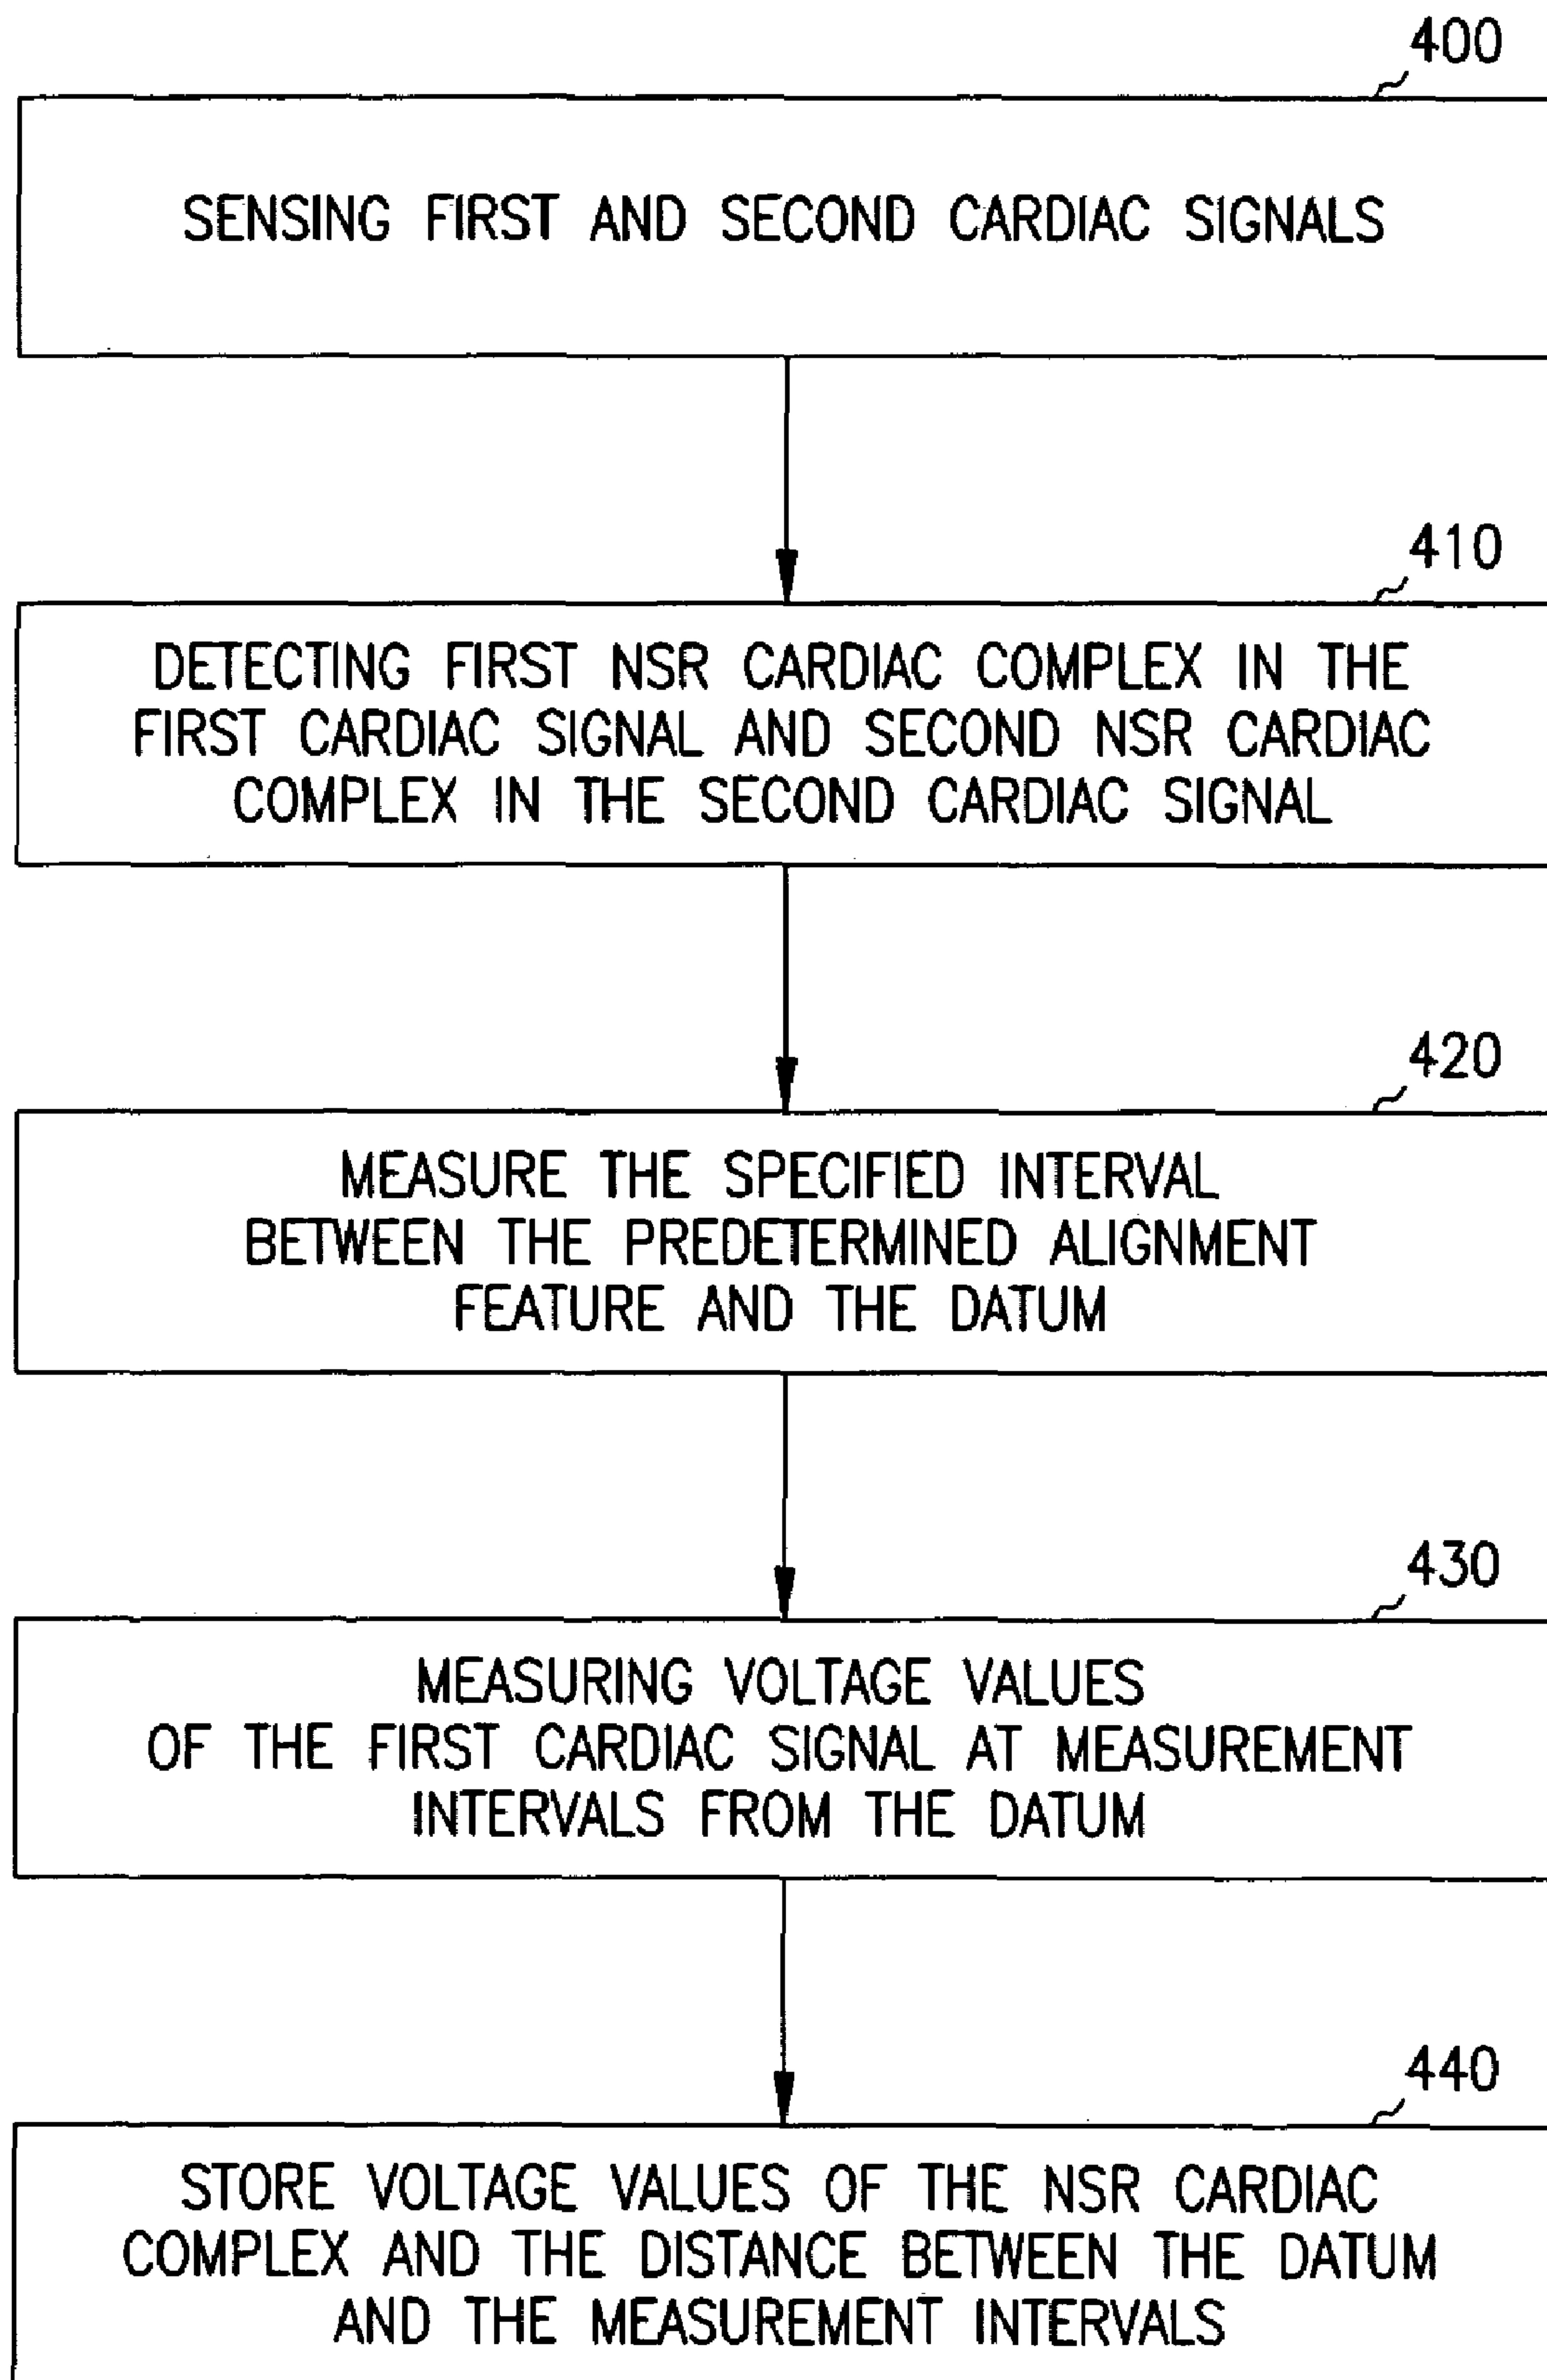 400
SENSING FIRST AND SECOND CARDIAC SIGNALS
410
DETECTING FIRST NSR CARDIAC COMPLEX IN THE
FIRST CARDIAC SIGNAL AND SECOND NSR CARDIAC
COMPLEX IN THE SECOND CARDIAC SIGNAL
420
MEASURE THE SPECIFIED INTERVAL
BETWEEN THE PREDETERMINED ALIGNMENT
FEATURE AND THE DATUM
430
MEASURING VOLTAGE VALUES
OF THE FIRST CARDIAC SIGNAL AT MEASUREMENT
INTERVALS FROM THE DATUM
440
STORE VOLTAGE VALUES OF THE NSR CARDIAC
COMPLEX AND THE DISTANCE BETWEEN THE DATUM
AND THE MEASUREMENT INTERVALS